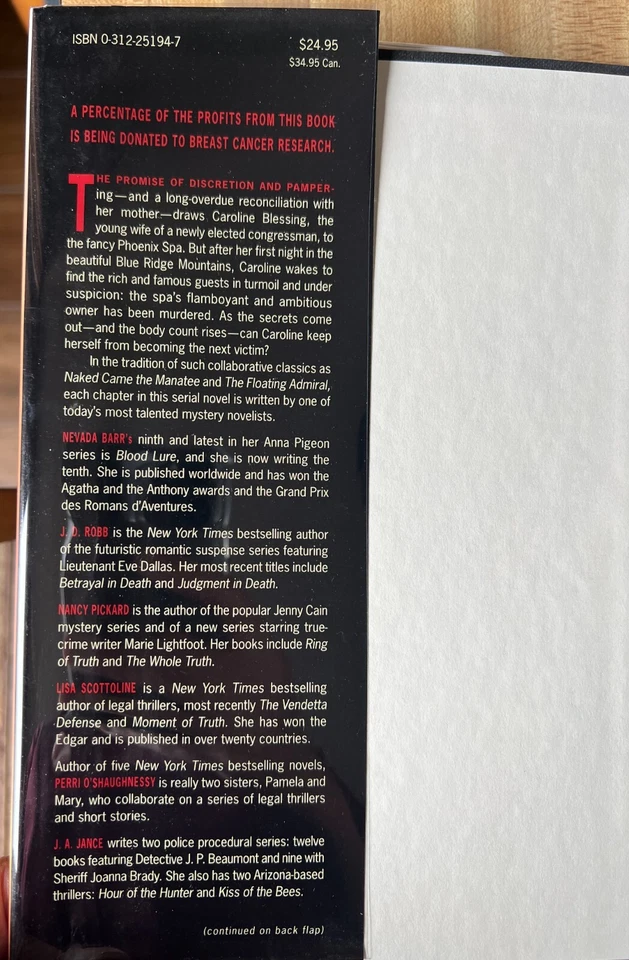 ISBN 0-312-25194-7
$24.95
$34.95 Can.
A PERCENTAGE OF THE PROFITS FROM THIS BOOK
IS BEING DONATED TO BREAST CANCER RESEARCH.
THE PROMISE OF DISCRETION AND PAMPER-
ing—and a long-overdue reconciliation with
her mother—draws Caroline Blessing, the
young wife of a newly elected congressman, to
the fancy Phoenix Spa. But after her first night in the
beautiful Blue Ridge Mountains, Caroline wakes to
find the rich and famous guests in turmoil and under
suspicion: the spa's flamboyant and ambitious
owner has been murdered. As the secrets come
out—and the body count rises—can Caroline keep
herself from becoming the next victim?
In the tradition of such collaborative classics as
Naked Came the Manatee and The Floating Admiral,
each chapter in this serial novel is written by one of
today's most talented mystery novelists.
NEVADA BARR's ninth and latest in her Anna Pigeon
series is Blood Lure, and she is now writing the
tenth. She is published worldwide and has won the
Agatha and the Anthony awards and the Grand Prix
des Romans d'Aventures.
J. D. ROBB is the New York Times bestselling author
of the futuristic romantic suspense series featuring
Lieutenant Eve Dallas. Her most recent titles include
Betrayal in Death and Judgment in Death.
NANCY PICKARD is the author of the popular Jenny Cain
mystery series and of a new series starring true-
crime writer Marie Lightfoot. Her books include Ring
of Truth and The Whole Truth.
LISA SCOTTOLINE is a New York Times bestselling
author of legal thrillers, most recently The Vendetta
Defense and Moment of Truth. She has won the
Edgar and is published in over twenty countries.
Author of five New York Times bestselling novels,
PERRI O'SHAUGHNESSY is really two sisters, Pamela and
Mary, who collaborate on a series of legal thrillers
and short stories.
J. A. JANCE writes two police procedural series: twelve
books featuring Detective J. P. Beaumont and nine with
Sheriff Joanna Brady. She also has two Arizona-based
thrillers: Hour of the Hunter and Kiss of the Bees.
(continued on back flap)